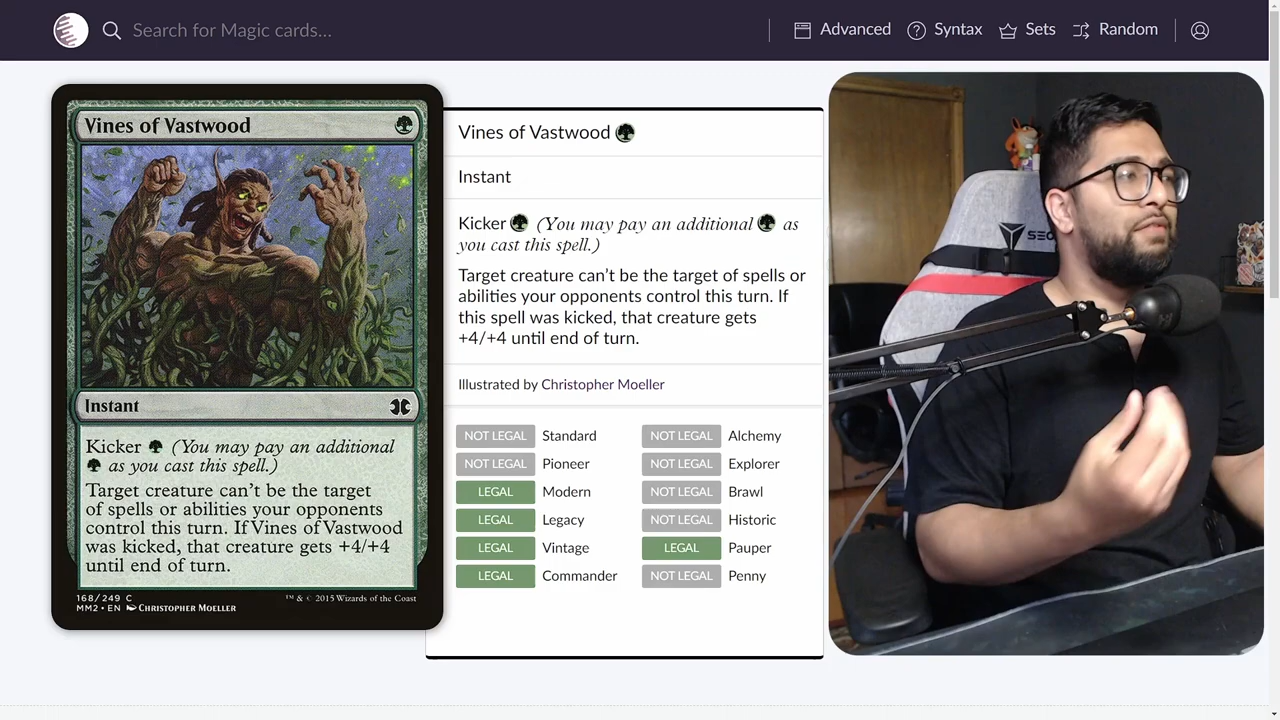 Search for Magic cards...
Advanced
Syntax
Sets
Random
Vines of Vastwood
Instant
Kicker (You may pay an additional
as you cast this spell.)
Target creature can't be the target
of spells or abilities your opponents
control this turn. If Vines of Vastwood
was kicked, that creature gets +4/+4
until end of turn.
168/249 C
MM2 • EN Christopher Moeller
™ & © 2015 Wizards of the Coast
Vines of Vastwood
Instant
Kicker (You may pay an additional as
you cast this spell.)
Target creature can't be the target of spells or
abilities your opponents control this turn. If
this spell was kicked, that creature gets
+4/+4 until end of turn.
Illustrated by Christopher Moeller
NOT LEGAL Standard NOT LEGAL Alchemy
NOT LEGAL Pioneer NOT LEGAL Explorer
LEGAL Modern NOT LEGAL Brawl
LEGAL Legacy NOT LEGAL Historic
LEGAL Vintage LEGAL Pauper
LEGAL Commander NOT LEGAL Penny